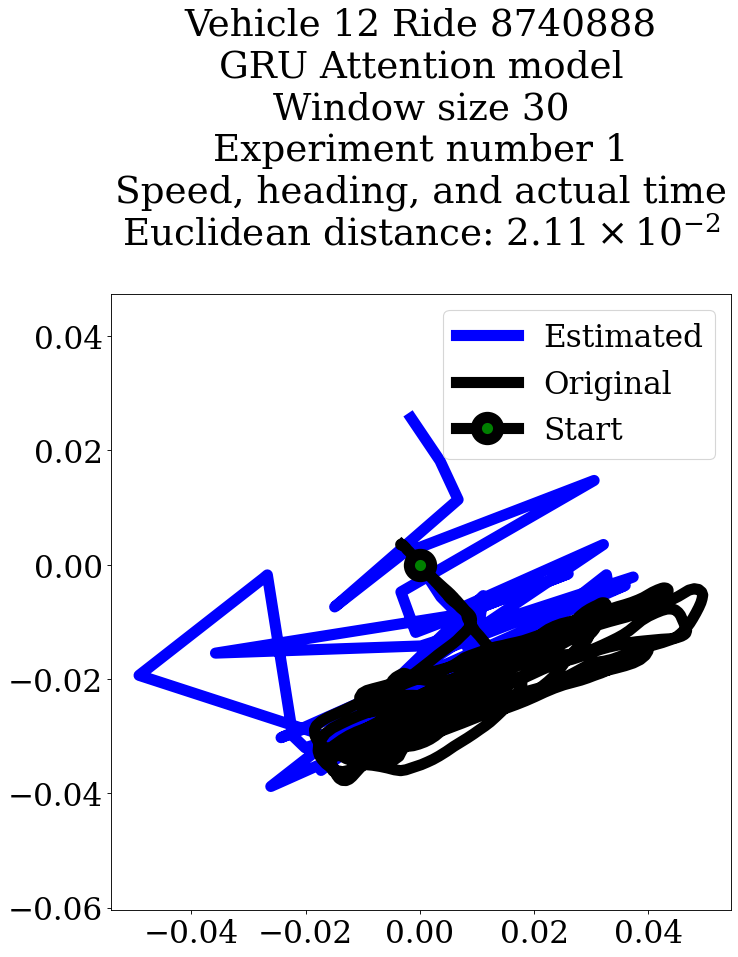 Vehicle 12 Ride 8740888
GRU Attention model
Window size 30
Experiment number 1
Speed, heading, and actual time
Euclidean distance: 2.11 × 10⁻²
Estimated
Original
Start
0.04
0.02
0.00
−0.02
−0.04
−0.06
−0.04 −0.02 0.00 0.02 0.04